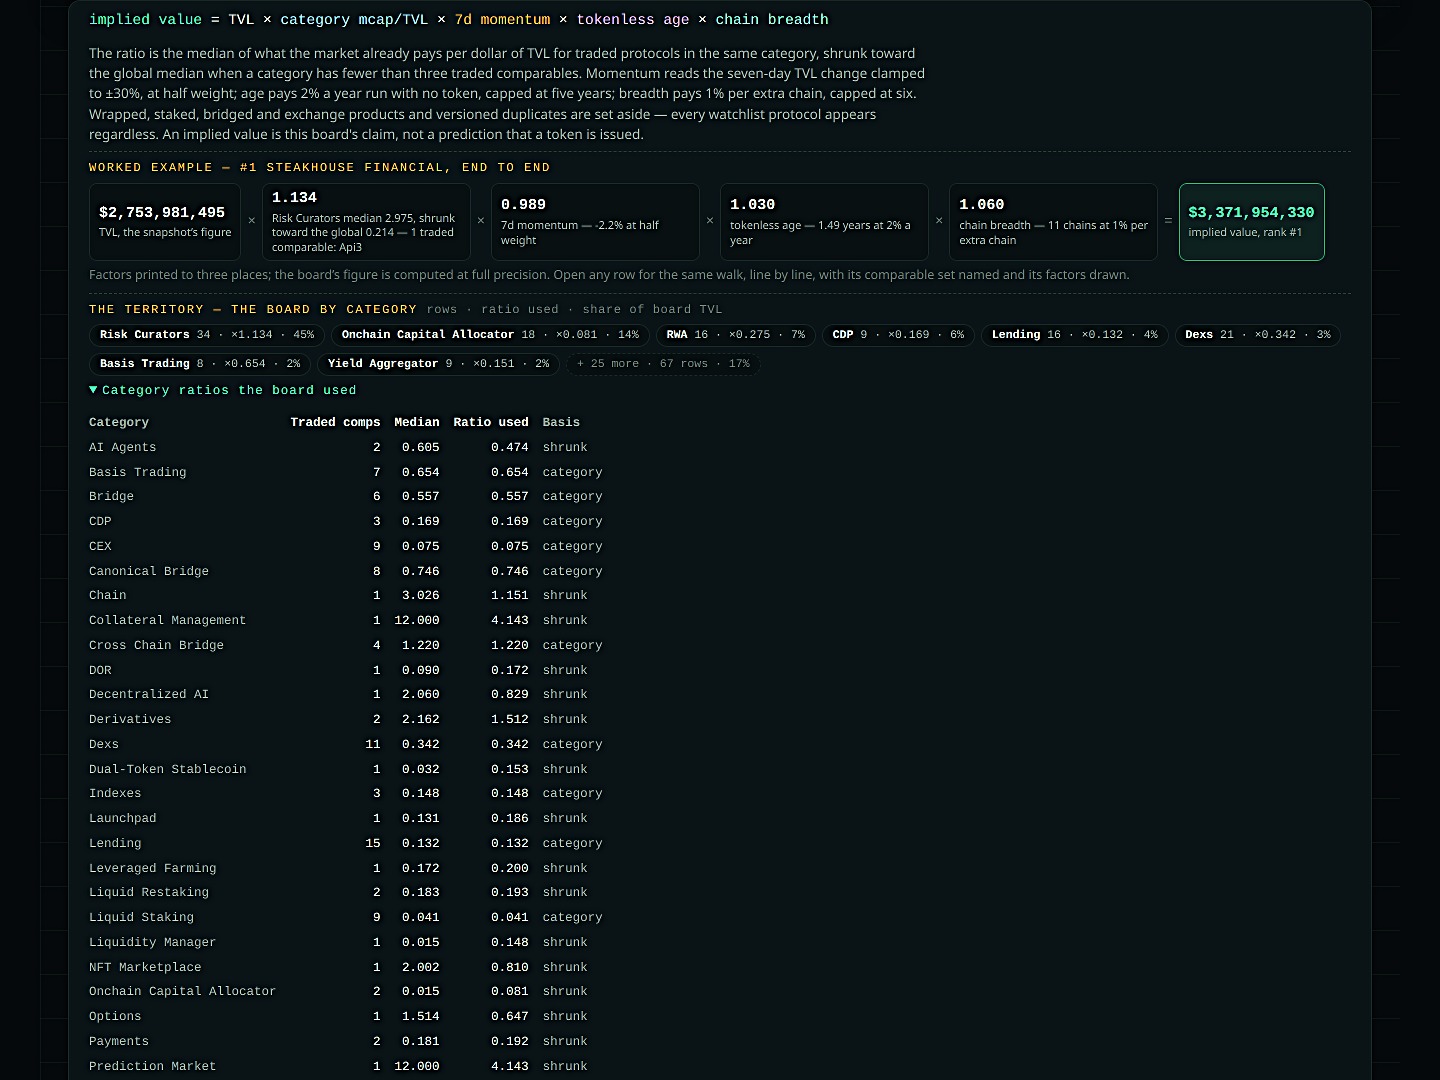 implied value = TVL × category mcap/TVL × 7d momentum × tokenless age × chain breadth
The ratio is the median of what the market already pays per dollar of TVL for traded protocols in the same category, shrunk toward
the global median when a category has fewer than three traded comparables. Momentum reads the seven-day TVL change clamped
to ±30%, at half weight; age pays 2% a year run with no token, capped at five years; breadth pays 1% per extra chain, capped at six.
Wrapped, staked, bridged and exchange products and versioned duplicates are set aside — every watchlist protocol appears
regardless. An implied value is this board's claim, not a prediction that a token is issued.
WORKED EXAMPLE — #1 STEAKHOUSE FINANCIAL, END TO END
$2,753,981,495
TVL, the snapshot's figure
×
1.134
Risk Curators median 2.975, shrunk
toward the global 0.214 — 1 traded
comparable: Api3
×
0.989
7d momentum — -2.2% at half
weight
×
1.030
tokenless age — 1.49 years at 2% a
year
×
1.060
chain breadth — 11 chains at 1% per
extra chain
=
$3,371,954,330
implied value, rank #1
Factors printed to three places; the board's figure is computed at full precision. Open any row for the same walk, line by line, with its comparable set named and its factors drawn.
THE TERRITORY — THE BOARD BY CATEGORY rows · ratio used · share of board TVL
Risk Curators 34 · ×1.134 · 45% Onchain Capital Allocator 18 · ×0.081 · 14% RWA 16 · ×0.275 · 7% CDP 9 · ×0.169 · 6% Lending 16 · ×0.132 · 4% Dexs 21 · ×0.342 · 3%
Basis Trading 8 · ×0.654 · 2% Yield Aggregator 9 · ×0.151 · 2% + 25 more · 67 rows · 17%
▼ Category ratios the board used
Category Traded comps Median Ratio used Basis
AI Agents 2 0.605 0.474 shrunk
Basis Trading 7 0.654 0.654 category
Bridge 6 0.557 0.557 category
CDP 3 0.169 0.169 category
CEX 9 0.075 0.075 category
Canonical Bridge 8 0.746 0.746 category
Chain 1 3.026 1.151 shrunk
Collateral Management 1 12.000 4.143 shrunk
Cross Chain Bridge 4 1.220 1.220 category
DOR 1 0.090 0.172 shrunk
Decentralized AI 1 2.060 0.829 shrunk
Derivatives 2 2.162 1.512 shrunk
Dexs 11 0.342 0.342 category
Dual-Token Stablecoin 1 0.032 0.153 shrunk
Indexes 3 0.148 0.148 category
Launchpad 1 0.131 0.186 shrunk
Lending 15 0.132 0.132 category
Leveraged Farming 1 0.172 0.200 shrunk
Liquid Restaking 2 0.183 0.193 shrunk
Liquid Staking 9 0.041 0.041 category
Liquidity Manager 1 0.015 0.148 shrunk
NFT Marketplace 1 2.002 0.810 shrunk
Onchain Capital Allocator 2 0.015 0.081 shrunk
Options 1 1.514 0.647 shrunk
Payments 2 0.181 0.192 shrunk
Prediction Market 1 12.000 4.143 shrunk